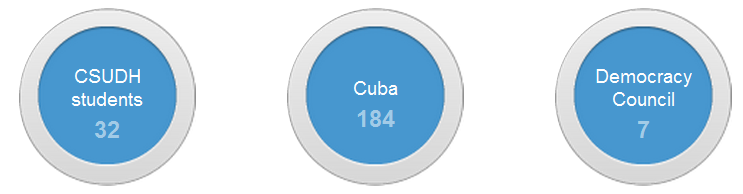 CSUDH
students
32
Cuba
184
Democracy
Council
7